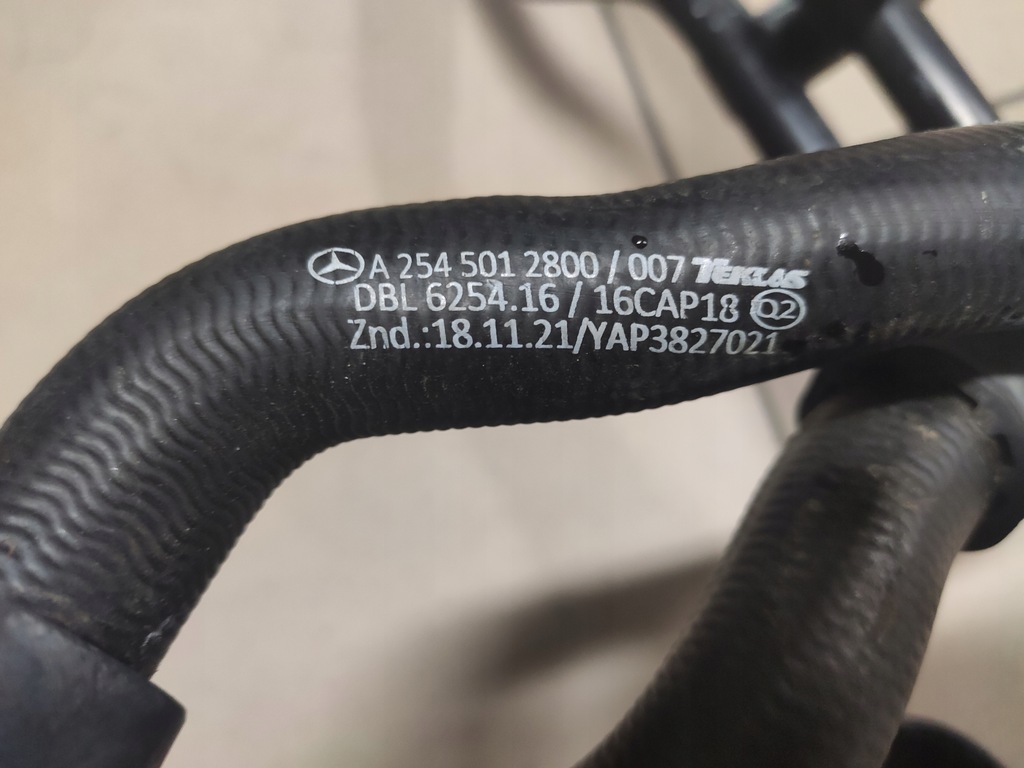 A 254 501 2800 / 007 TEKLAS
DBL 6254.16 / 16CAP18 Q2
Znd.:18.11.21/YAP3827021